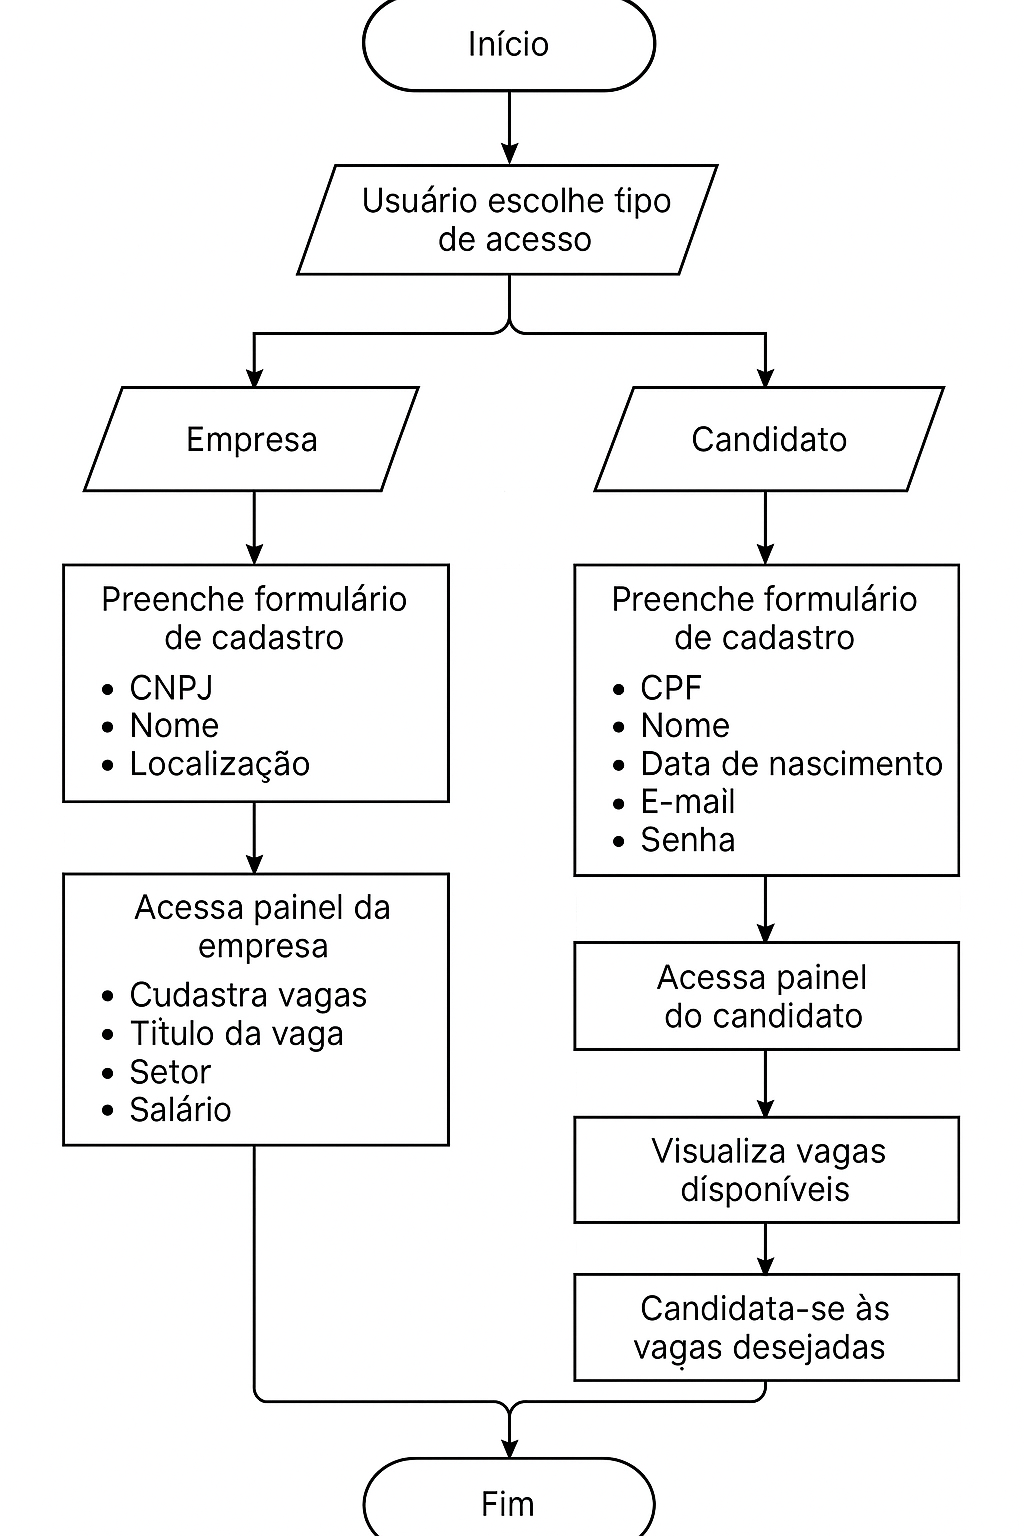 Início
Usuário escolhe tipo
de acesso
Empresa
Preenche formulário
de cadastro
• CNPJ
• Nome
• Localização
Acessa painel da
empresa
• Cudastra vagas
• Titulo da vaga
• Setor
• Salário
Candidato
Preenche formulário
de cadastro
• CPF
• Nome
• Data de nascimento
• E-mail
• Senha
Acessa painel
do candidato
Visualiza vagas
dísponíveis
Candidata-se às
vagas desejadas
Fim